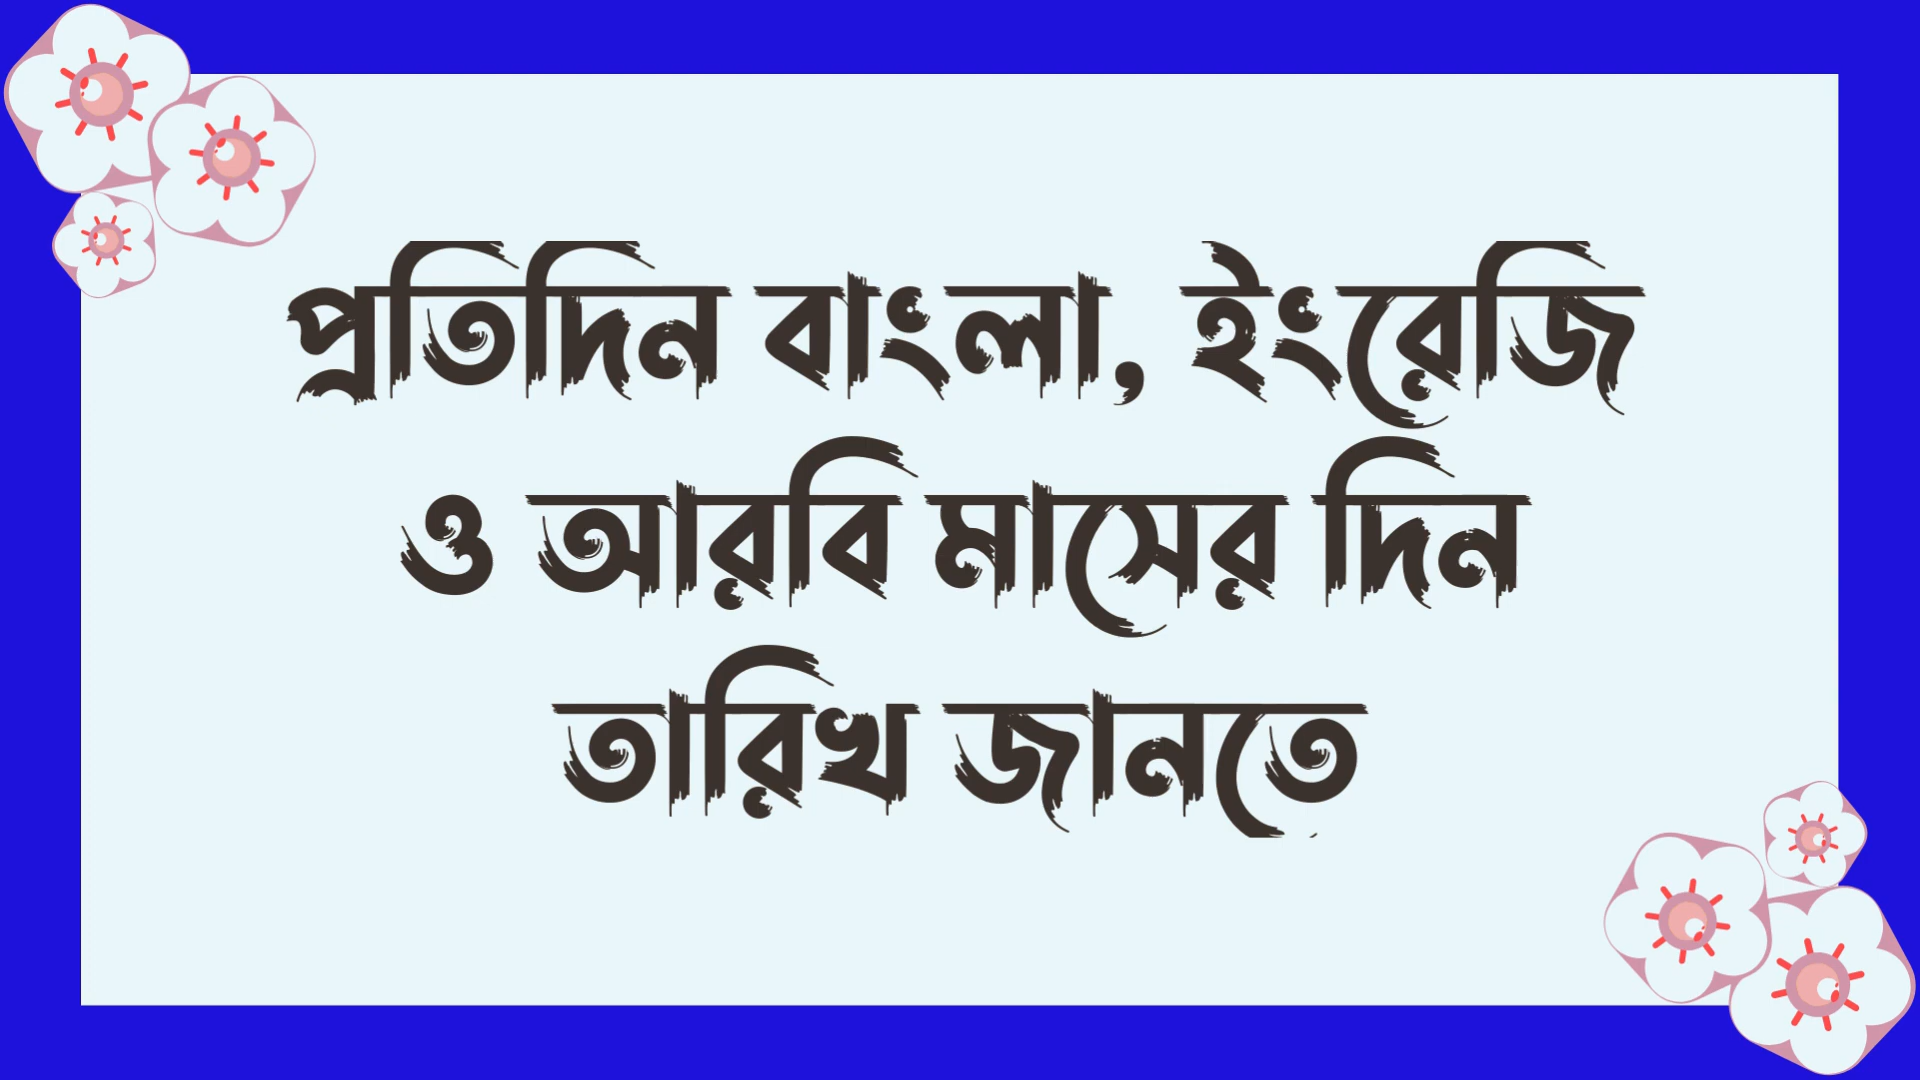 প্রতিদিন বাংলা, ইংরেজি
ও আরবি মাসের দিন
তারিখ জানতে